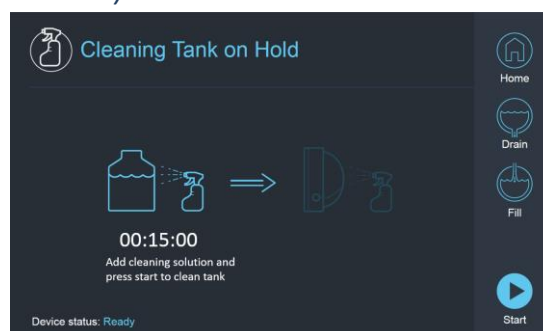 Cleaning Tank on Hold
Home
Drain
Fill
00:15:00
Add cleaning solution and
press start to clean tank
Device status: Ready
Start